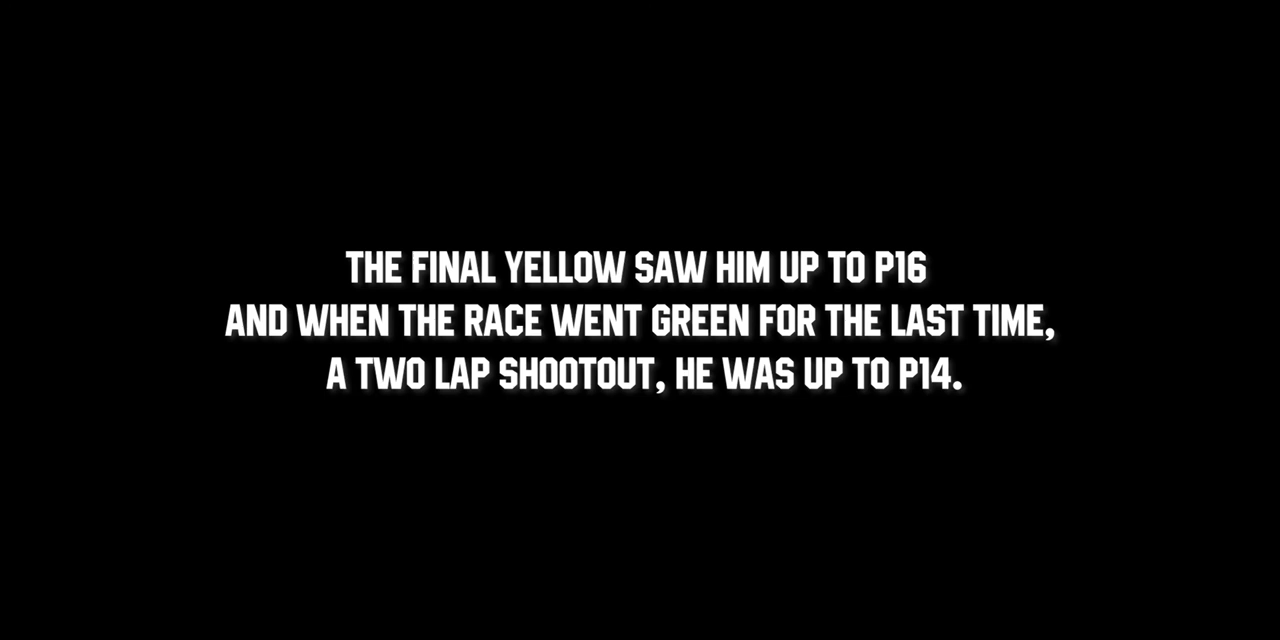 THE FINAL YELLOW SAW HIM UP TO P16
AND WHEN THE RACE WENT GREEN FOR THE LAST TIME,
A TWO LAP SHOOTOUT, HE WAS UP TO P14.